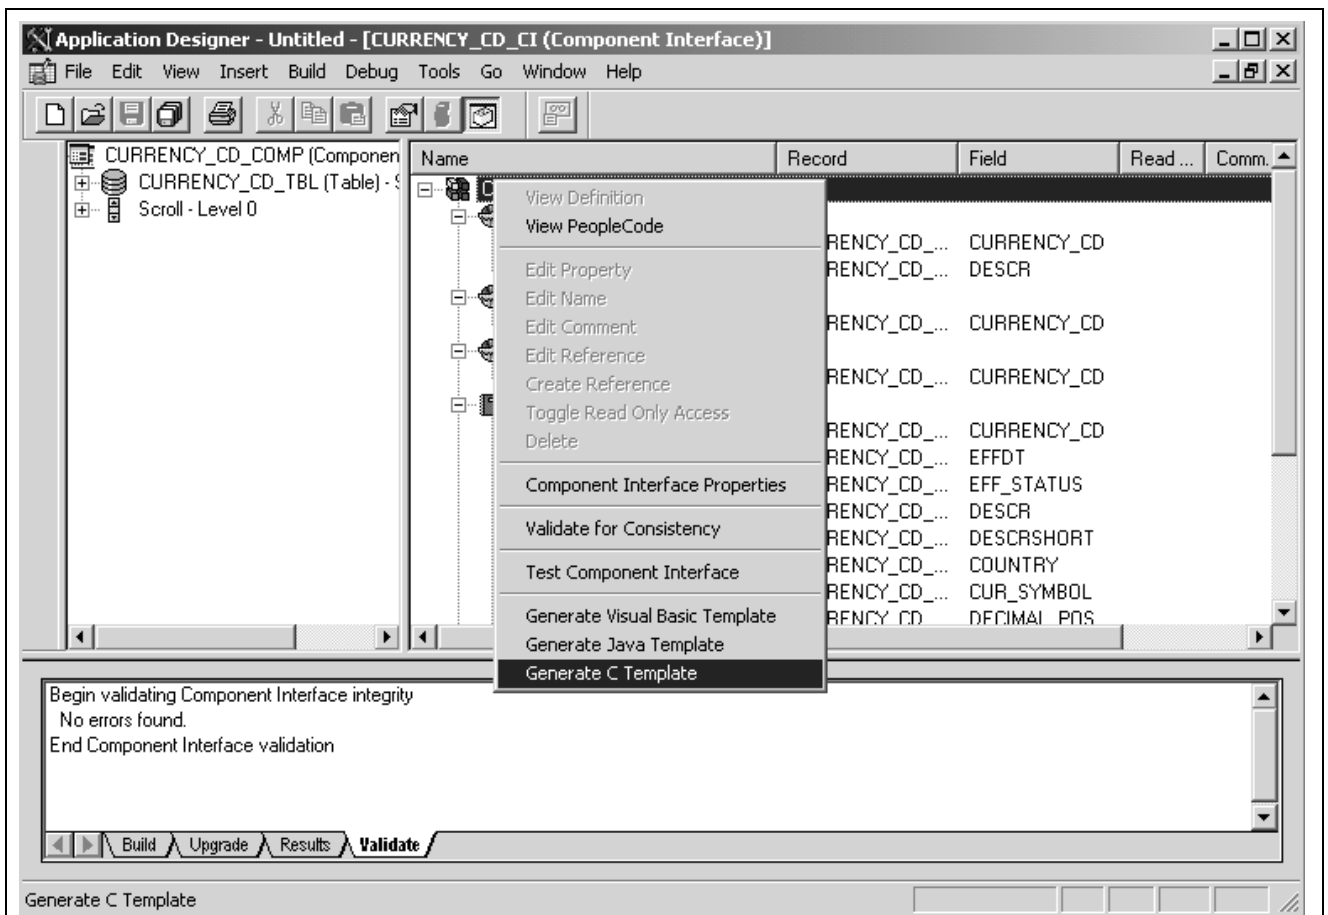 Application Designer - Untitled - [CURRENCY_CD_CI (Component Interface)]
File Edit View Insert Build Debug Tools Go Window Help
CURRENCY_CD_COMP (Componen
CURRENCY_CD_TBL (Table) - S
Scroll - Level 0
Name Record Field Read ... Comm.
View Definition
View PeopleCode
Edit Property
Edit Name
Edit Comment
Edit Reference
Create Reference
Toggle Read Only Access
Delete
Component Interface Properties
Validate for Consistency
Test Component Interface
Generate Visual Basic Template
Generate Java Template
Generate C Template
RENCY_CD_... CURRENCY_CD
RENCY_CD_... DESCR
RENCY_CD_... CURRENCY_CD
RENCY_CD_... CURRENCY_CD
RENCY_CD_... CURRENCY_CD
RENCY_CD_... EFFDT
RENCY_CD_... EFF_STATUS
RENCY_CD_... DESCR
RENCY_CD_... DESCRSHORT
RENCY_CD_... COUNTRY
RENCY_CD_... CUR_SYMBOL
RENCY_CD DECIMAL_POS
Begin validating Component Interface integrity
No errors found.
End Component Interface validation
Build Upgrade Results Validate
Generate C Template